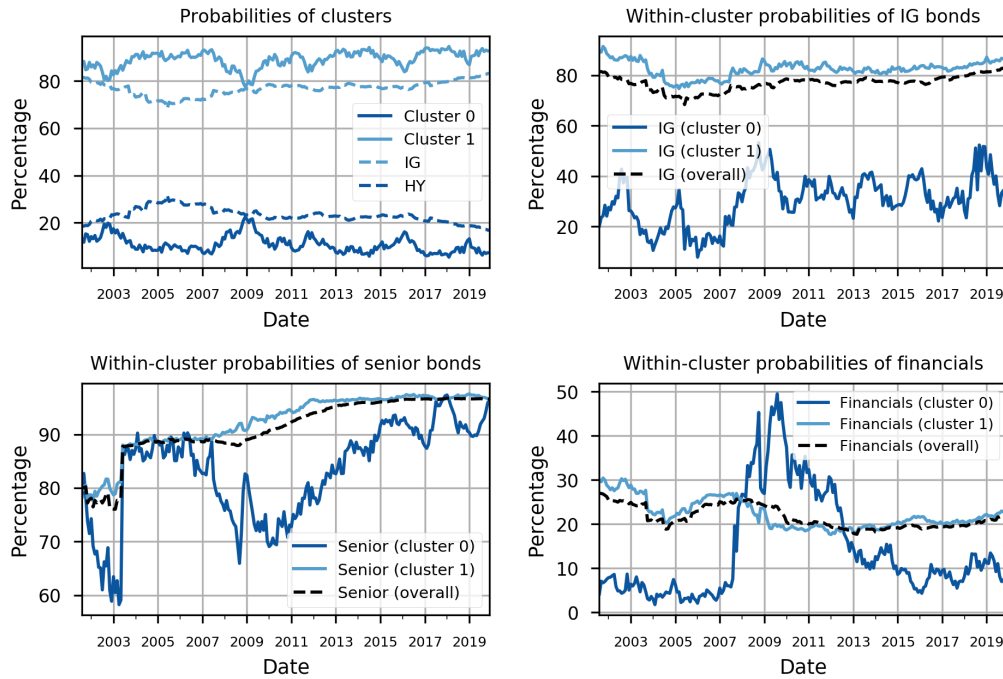 Probabilities of clusters
Percentage
80
60
40
20
Cluster 0
Cluster 1
IG
HY
2003 2005 2007 2009 2011 2013 2015 2017 2019
Date
Within-cluster probabilities of IG bonds
Percentage
80
60
40
20
IG (cluster 0)
IG (cluster 1)
IG (overall)
2003 2005 2007 2009 2011 2013 2015 2017 2019
Date
Within-cluster probabilities of senior bonds
Percentage
90
80
70
60
Senior (cluster 0)
Senior (cluster 1)
Senior (overall)
2003 2005 2007 2009 2011 2013 2015 2017 2019
Date
Within-cluster probabilities of financials
Percentage
50
40
30
20
10
0
Financials (cluster 0)
Financials (cluster 1)
Financials (overall)
2003 2005 2007 2009 2011 2013 2015 2017 2019
Date